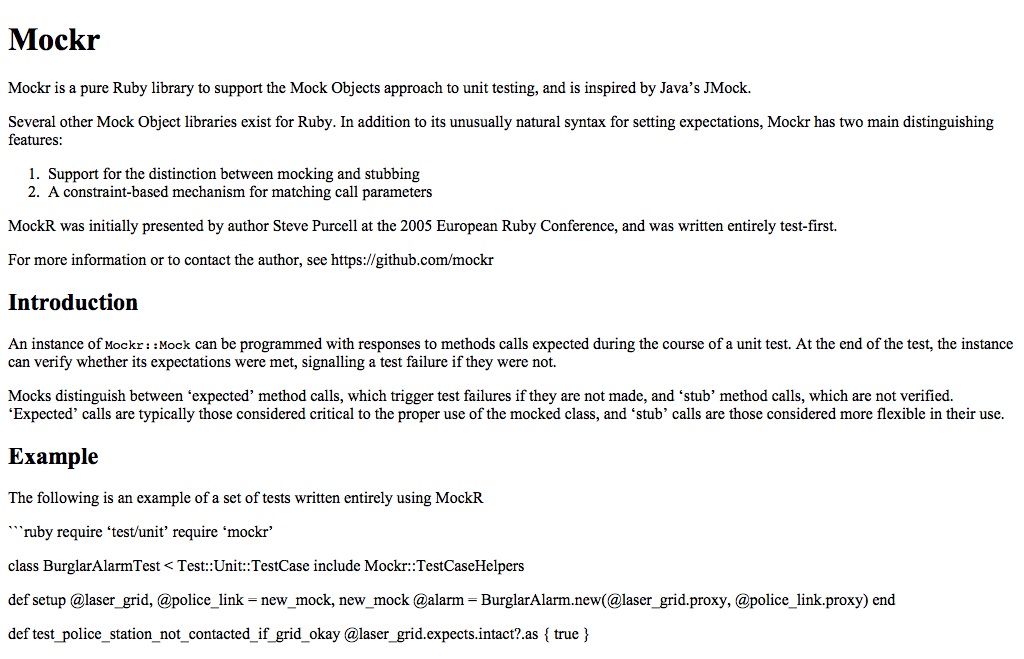 Mockr
Mockr is a pure Ruby library to support the Mock Objects approach to unit testing, and is inspired by Java’s JMock.
Several other Mock Object libraries exist for Ruby. In addition to its unusually natural syntax for setting expectations, Mockr has two main distinguishing
features:
1. Support for the distinction between mocking and stubbing
2. A constraint-based mechanism for matching call parameters
MockR was initially presented by author Steve Purcell at the 2005 European Ruby Conference, and was written entirely test-first.
For more information or to contact the author, see https://github.com/mockr
Introduction
An instance of Mockr::Mock can be programmed with responses to methods calls expected during the course of a unit test. At the end of the test, the instance
can verify whether its expectations were met, signalling a test failure if they were not.
Mocks distinguish between ‘expected’ method calls, which trigger test failures if they are not made, and ‘stub’ method calls, which are not verified.
‘Expected’ calls are typically those considered critical to the proper use of the mocked class, and ‘stub’ calls are those considered more flexible in their use.
Example
The following is an example of a set of tests written entirely using MockR
```ruby require ‘test/unit’ require ‘mockr’
class BurglarAlarmTest < Test::Unit::TestCase include Mockr::TestCaseHelpers
def setup @laser_grid, @police_link = new_mock, new_mock @alarm = BurglarAlarm.new(@laser_grid.proxy, @police_link.proxy) end
def test_police_station_not_contacted_if_grid_okay @laser_grid.expects.intact?.as { true }